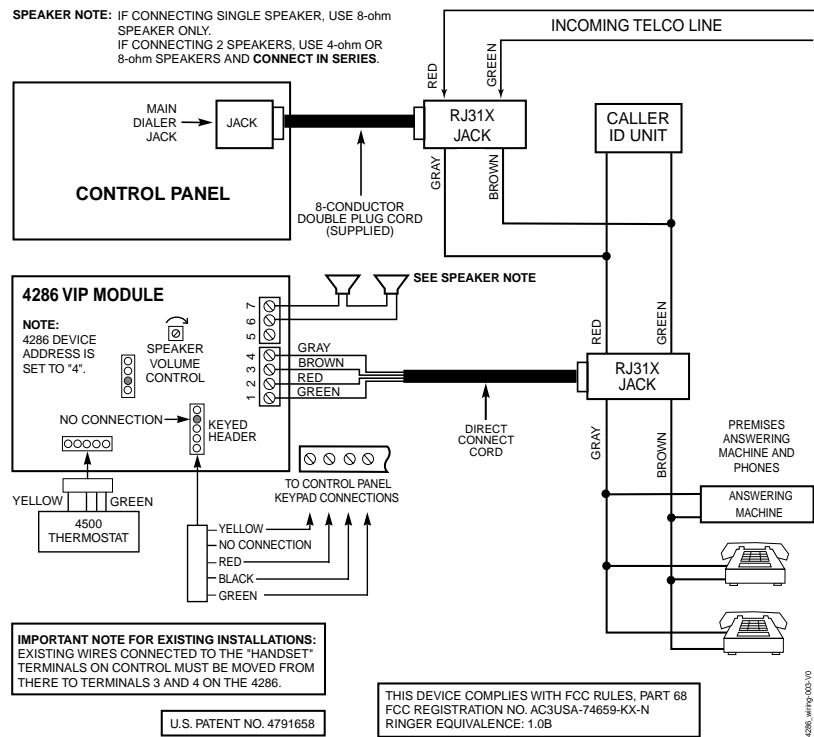 SPEAKER NOTE: IF CONNECTING SINGLE SPEAKER, USE 8-ohm
SPEAKER ONLY.
IF CONNECTING 2 SPEAKERS, USE 4-ohm OR
8-ohm SPEAKERS AND CONNECT IN SERIES.
INCOMING TELCO LINE
RED
GREEN
MAIN
DIALER
JACK
JACK
RJ31X
JACK
CALLER
ID UNIT
CONTROL PANEL
8-CONDUCTOR
DOUBLE PLUG CORD
(SUPPLIED)
GRAY
BROWN
4286 VIP MODULE
SEE SPEAKER NOTE
NOTE:
4286 DEVICE
ADDRESS IS
SET TO "4".
SPEAKER
VOLUME
CONTROL
7
6
5
4
3
2
1
GRAY
BROWN
RED
GREEN
RED
GREEN
RJ31X
JACK
DIRECT
CONNECT
CORD
NO CONNECTION
KEYED
HEADER
GRAY
BROWN
PREMISES
ANSWERING
MACHINE AND
PHONES
ANSWERING
MACHINE
TO CONTROL PANEL
KEYPAD CONNECTIONS
YELLOW
GREEN
4500
THERMOSTAT
YELLOW
NO CONNECTION
RED
BLACK
GREEN
IMPORTANT NOTE FOR EXISTING INSTALLATIONS:
EXISTING WIRES CONNECTED TO THE "HANDSET"
TERMINALS ON CONTROL MUST BE MOVED FROM
THERE TO TERMINALS 3 AND 4 ON THE 4286.
U.S. PATENT NO. 4791658
THIS DEVICE COMPLIES WITH FCC RULES, PART 68
FCC REGISTRATION NO. AC3USA-74659-KX-N
RINGER EQUIVALENCE: 1.0B
4286_wiring-003-V0